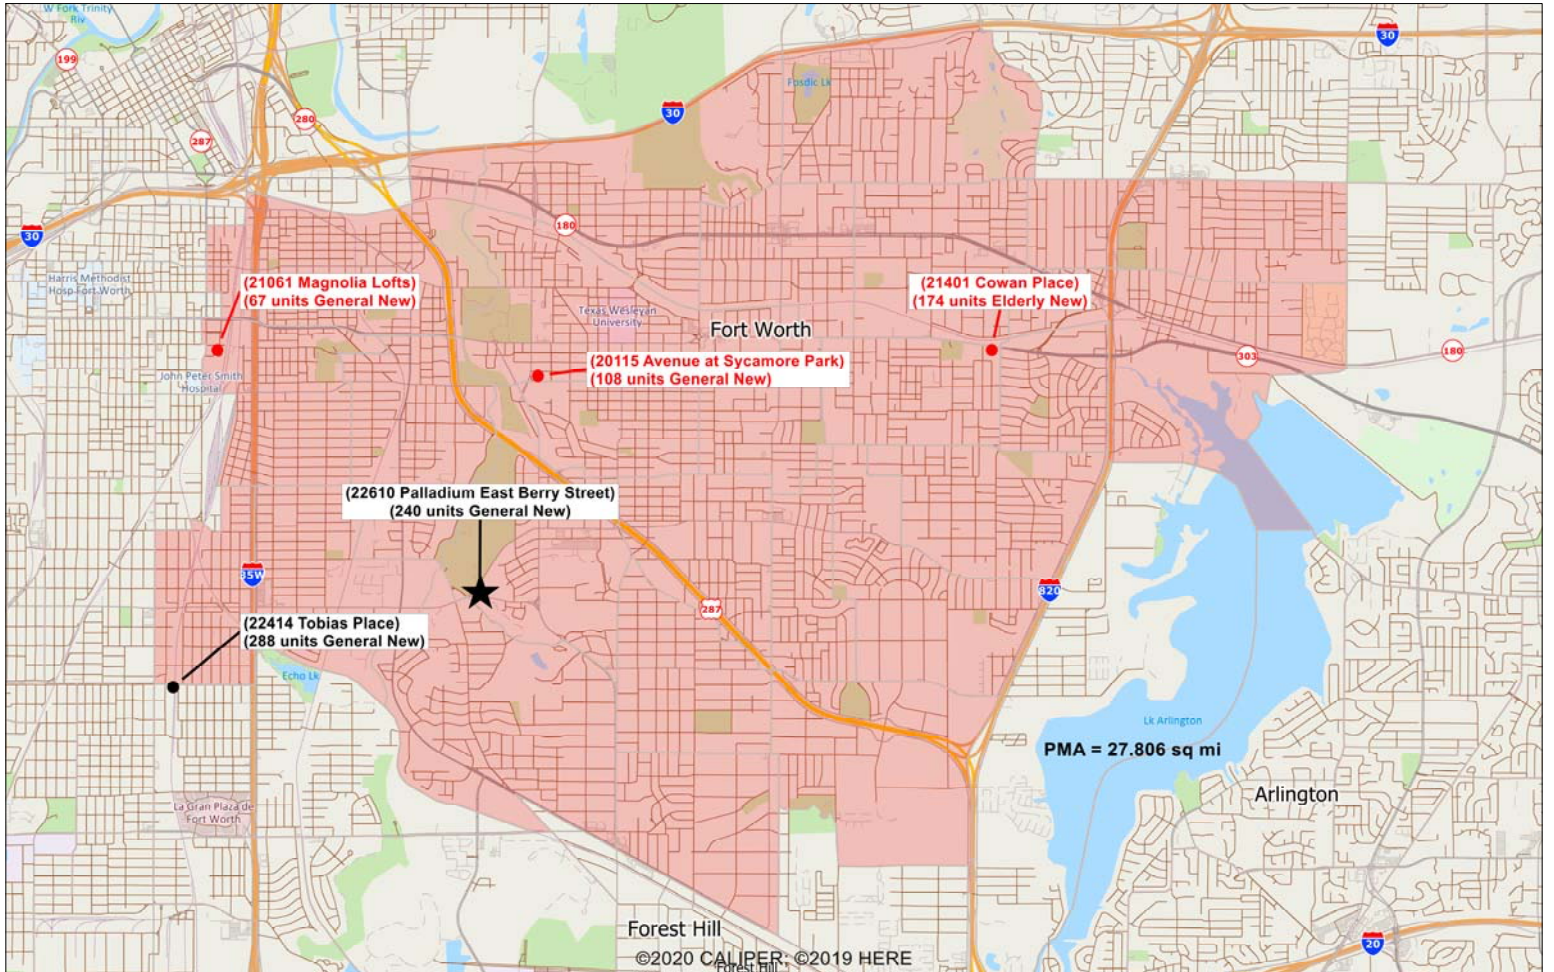 W Fork Trinity
Riv
199
280
287
30
30
Fosdic Lk
30
180
30
Harris Methodist
Hosp-Fort Worth
(21061 Magnolia Lofts)
(67 units General New)
Texas Wesleyan
University
(21401 Cowan Place)
(174 units Elderly New)
Fort Worth
303
180
John Peter Smith
Hospital
(20115 Avenue at Sycamore Park)
(108 units General New)
(22610 Palladium East Berry Street)
(240 units General New)
35W
820
287
(22414 Tobias Place)
(288 units General New)
Echo Lk
Lk Arlington
PMA = 27.806 sq mi
Arlington
La Gran Plaza de
Fort Worth
Forest Hill
20
©2020 CALIPER; ©2019 HERE
Forest Hill